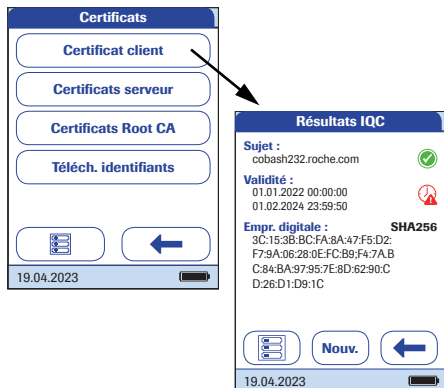 Certificats
Certificat client
Certificats serveur
Certificats Root CA
Téléch. identifiants
19.04.2023
Résultats IQC
Sujet :
cobash232.roche.com
Validité :
01.01.2022 00:00:00
01.02.2024 23:59:50
Empr. digitale : SHA256
3C:15:3B:BC:FA:8A:47:F5:D2:
F7:9A:06:28:0E:FC:B9;F4:7A.B
C:84:BA:97:95:7E:8D:62:90:C
D:26:D1:D9:1C
Nouv.
19.04.2023